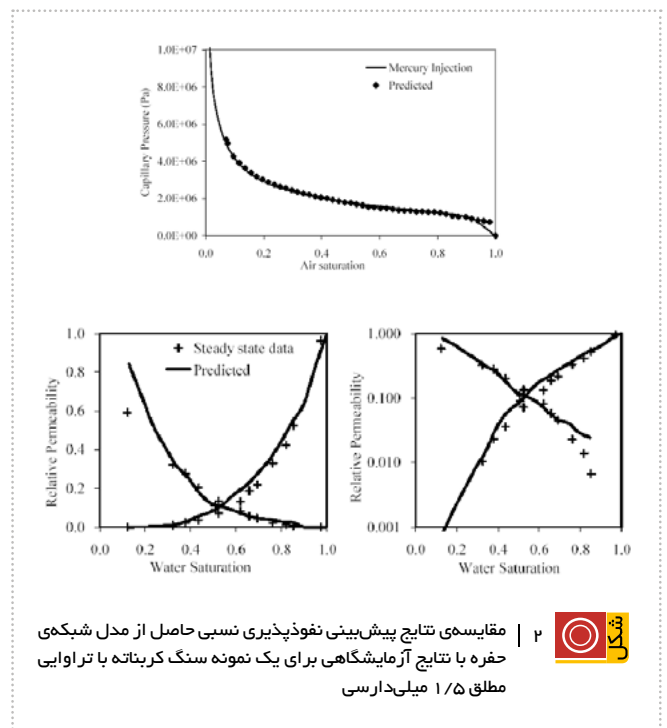 1.0E+07
8.0E+06
6.0E+06
4.0E+06
2.0E+06
0.0E+00
Capillary Pressure (Pa)
Mercury Injection
Predicted
0.0 0.2 0.4 0.6 0.8 1.0
Air saturation
1.0
0.8
0.6
0.4
0.2
0.0
Relative Permeability
Steady state data
Predicted
0.0 0.2 0.4 0.6 0.8 1.0
Water Saturation
1.000
0.100
0.010
0.001
Relative Permeability
0.0 0.2 0.4 0.6 0.8 1.0
Water Saturation
شکل
۲ | مقایسه‌ی نتایج پیش‌بینی نفوذپذیری نسبی حاصل از مدل شبکه‌ی
حفره با نتایج آزمایشگاهی برای یک نمونه سنگ کربناته با تراوایی
مطلق ۱/۵ میلی‌دارسی